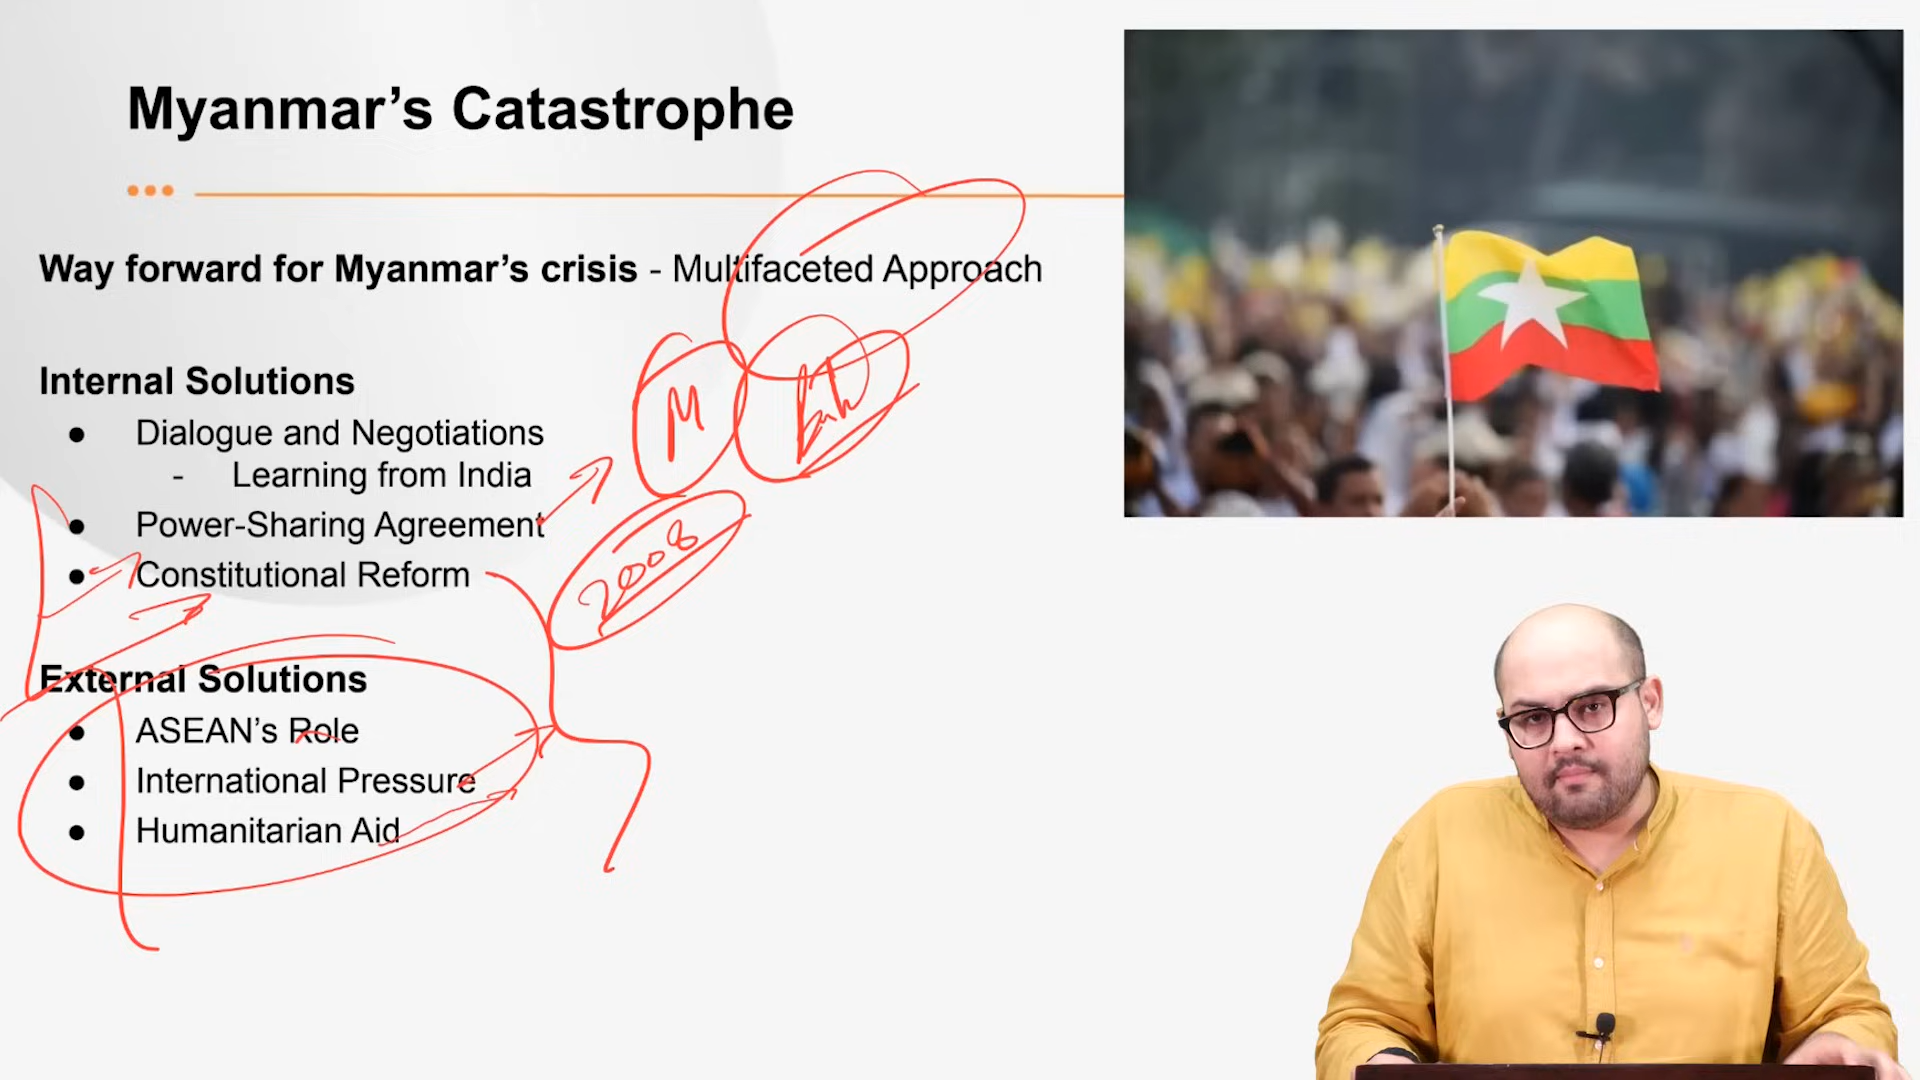 Myanmar's Catastrophe
Way forward for Myanmar's crisis - Multifaceted Approach
Internal Solutions
● Dialogue and Negotiations
- Learning from India
● Power-Sharing Agreement
● Constitutional Reform
M
2008
External Solutions
● ASEAN's Role
● International Pressure
● Humanitarian Aid